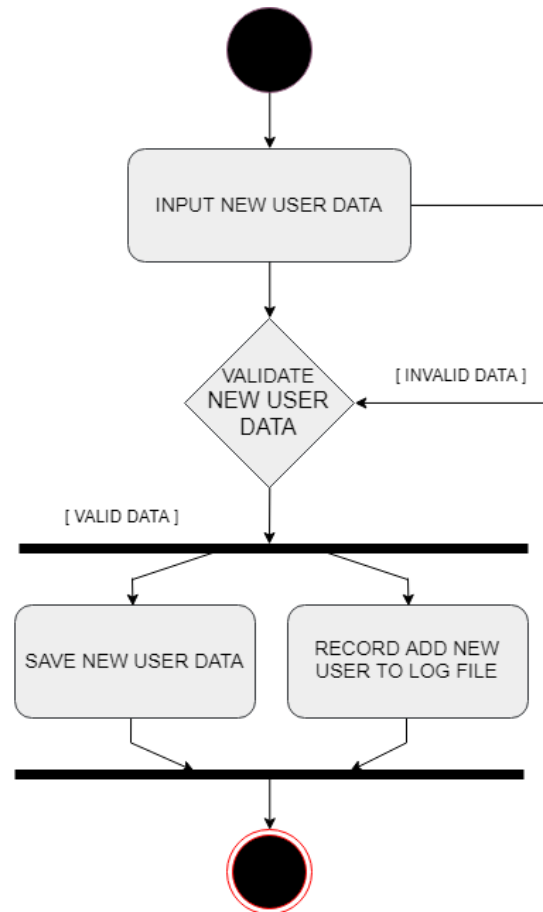 INPUT NEW USER DATA
VALIDATE
NEW USER
DATA
[ INVALID DATA ]
[ VALID DATA ]
SAVE NEW USER DATA
RECORD ADD NEW
USER TO LOG FILE